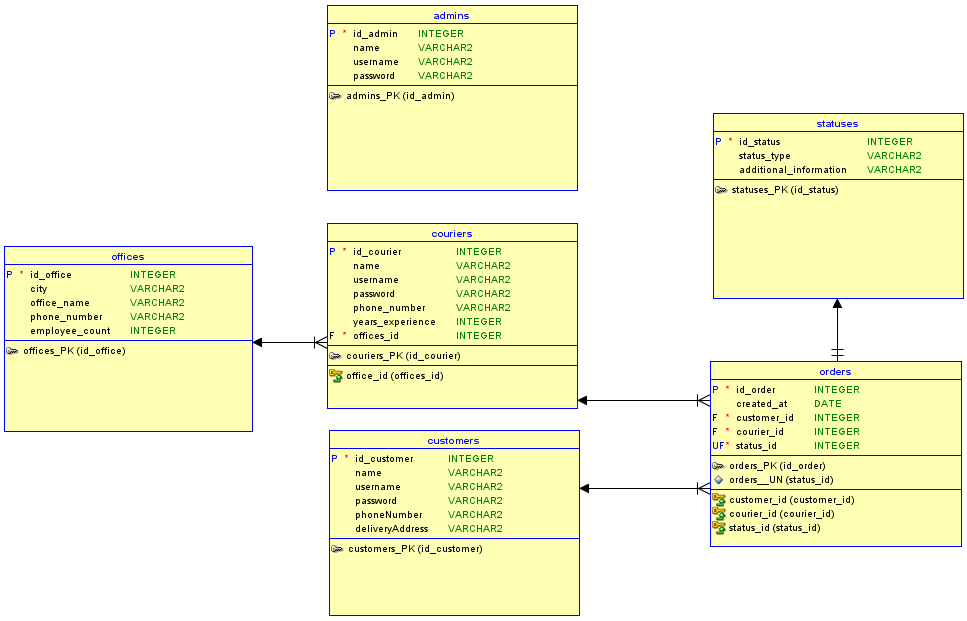 admins
P * id_admin INTEGER
name VARCHAR2
username VARCHAR2
password VARCHAR2
admins_PK (id_admin)
statuses
P * id_status INTEGER
status_type VARCHAR2
additional_information VARCHAR2
statuses_PK (id_status)
couriers
P * id_courier INTEGER
name VARCHAR2
username VARCHAR2
password VARCHAR2
phone_number VARCHAR2
years_experience INTEGER
F * offices_id INTEGER
couriers_PK (id_courier)
office_id (offices_id)
offices
P * id_office INTEGER
city VARCHAR2
office_name VARCHAR2
phone_number VARCHAR2
employee_count INTEGER
offices_PK (id_office)
orders
P * id_order INTEGER
created_at DATE
F * customer_id INTEGER
F * courier_id INTEGER
UF* status_id INTEGER
orders_PK (id_order)
orders__UN (status_id)
customer_id (customer_id)
courier_id (courier_id)
status_id (status_id)
customers
P * id_customer INTEGER
name VARCHAR2
username VARCHAR2
password VARCHAR2
phoneNumber VARCHAR2
deliveryAddress VARCHAR2
customers_PK (id_customer)